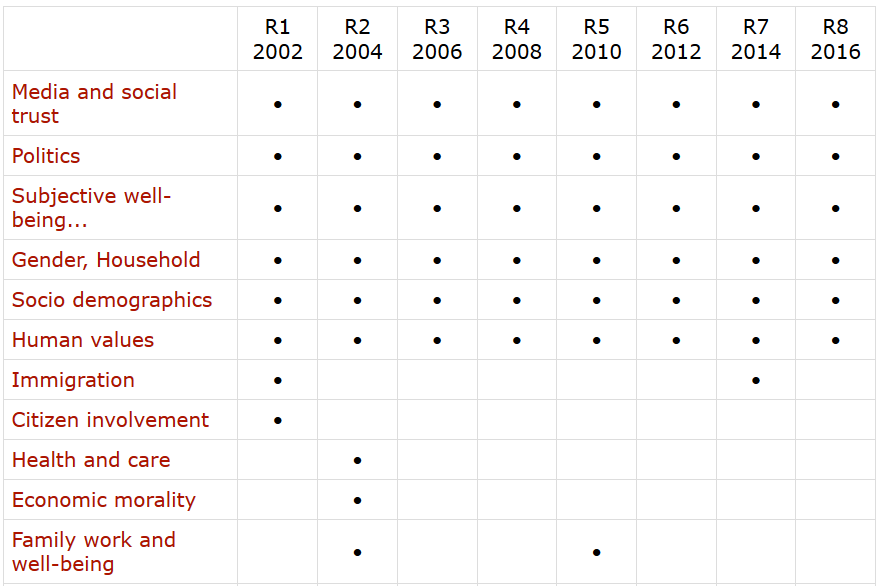 R1 R2 R3 R4 R5 R6 R7 R8
2002 2004 2006 2008 2010 2012 2014 2016
Media and social
trust • • • • • • • •
Politics • • • • • • • •
Subjective well-
being... • • • • • • • •
Gender, Household • • • • • • • •
Socio demographics • • • • • • • •
Human values • • • • • • • •
Immigration • •
Citizen involvement •
Health and care •
Economic morality •
Family work and
well-being • •